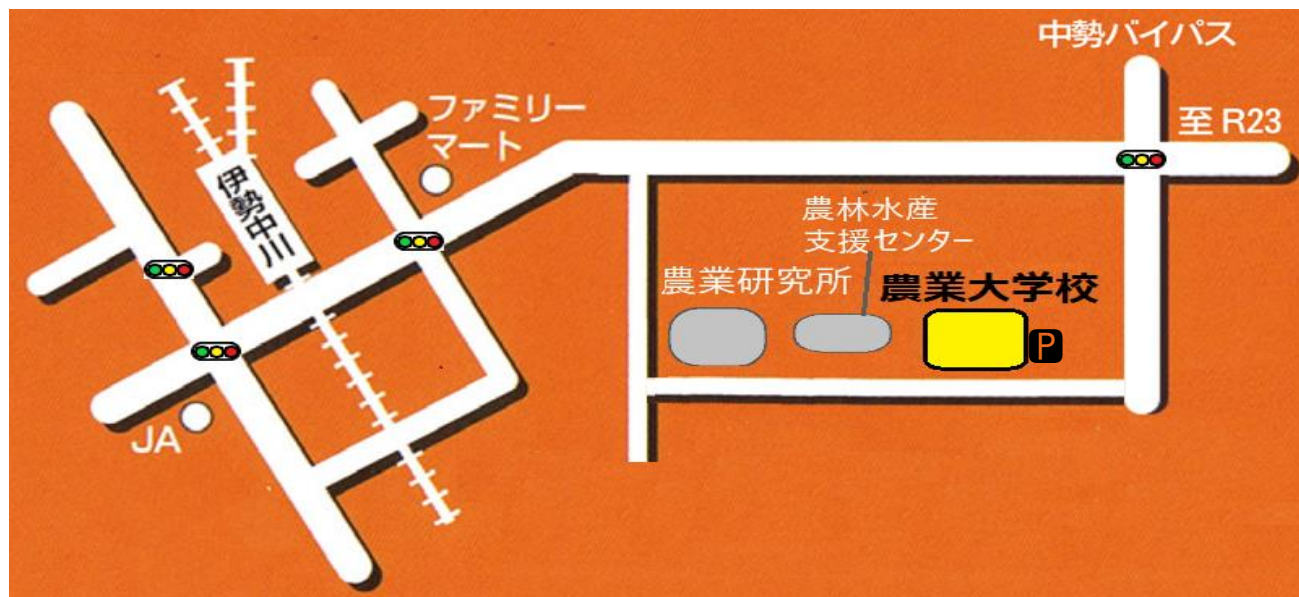 中勢バイパス
ファミリー
マート
至 R23
伊勢中川
農林水産
支援センター
農業研究所
農業大学校
P
JA